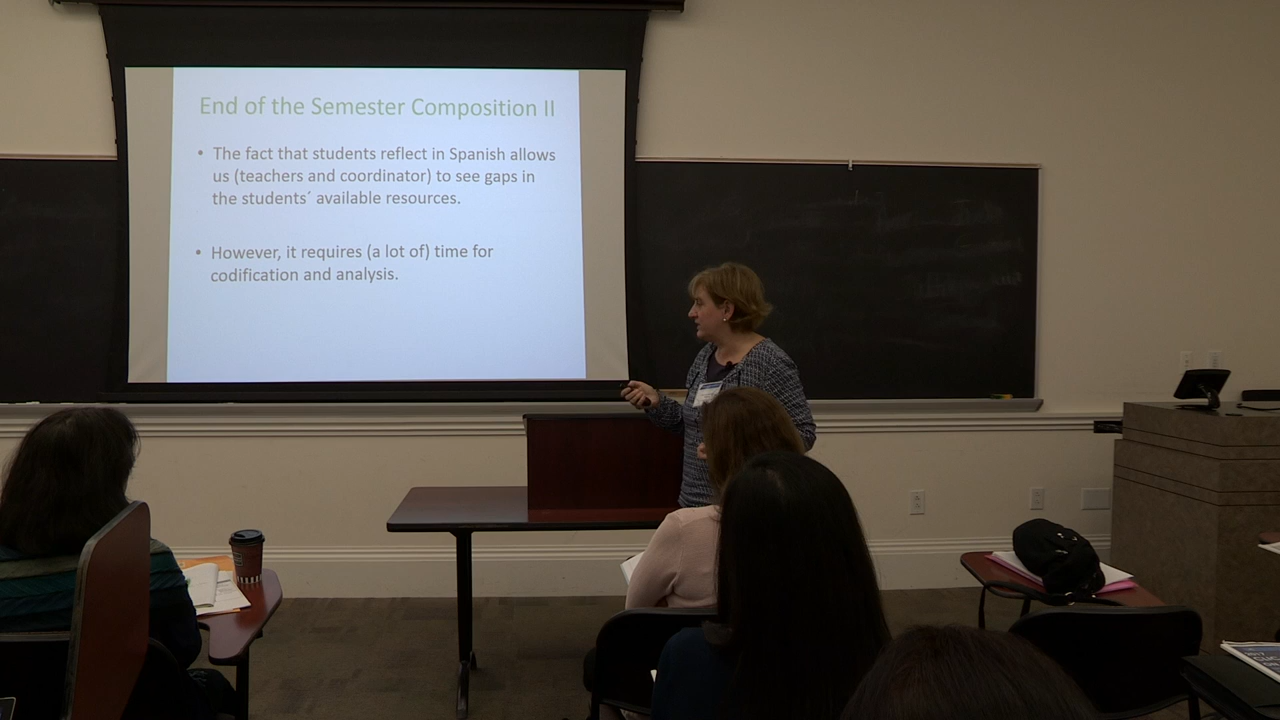 End of the Semester Composition II
• The fact that students reflect in Spanish allows
us (teachers and coordinator) to see gaps in
the students´ available resources.
• However, it requires (a lot of) time for
codification and analysis.